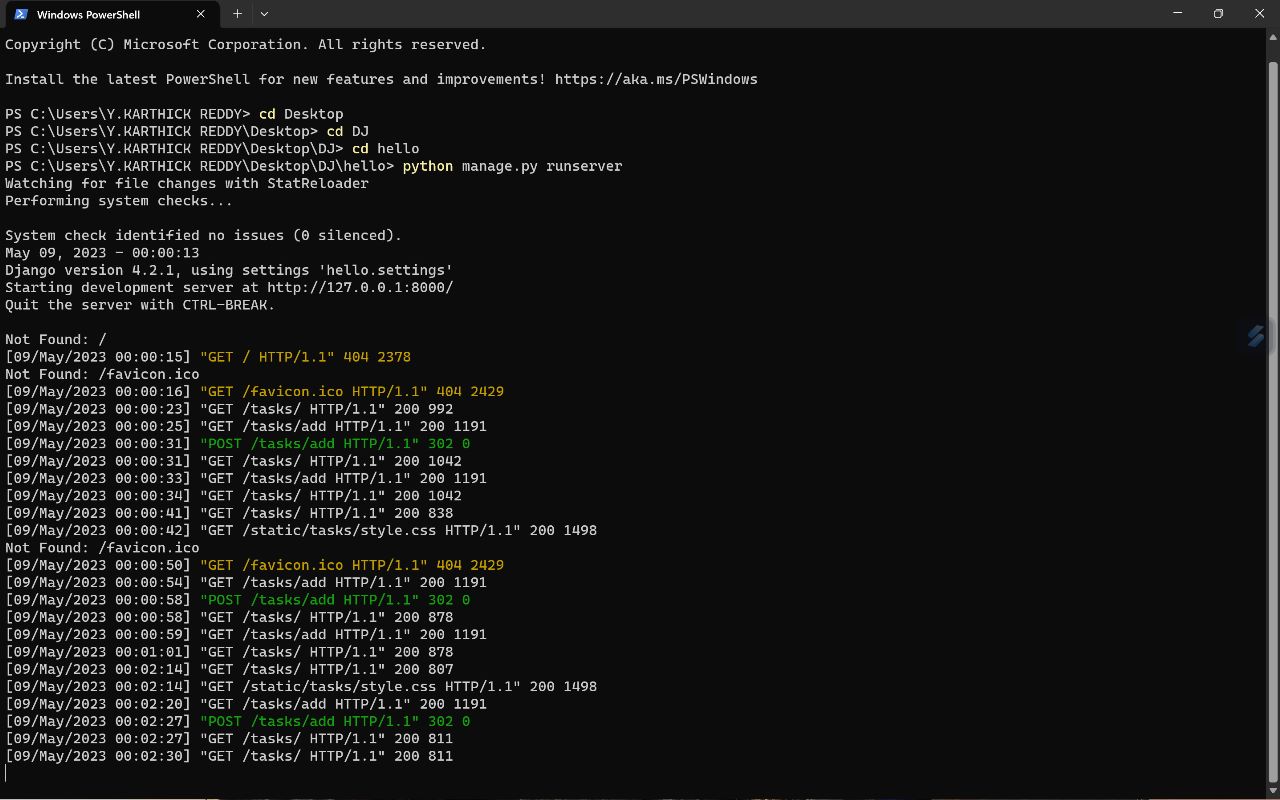 Windows PowerShell
Copyright (C) Microsoft Corporation. All rights reserved.
Install the latest PowerShell for new features and improvements! https://aka.ms/PSWindows
PS C:\Users\Y.KARTHICK REDDY> cd Desktop
PS C:\Users\Y.KARTHICK REDDY\Desktop> cd DJ
PS C:\Users\Y.KARTHICK REDDY\Desktop\DJ> cd hello
PS C:\Users\Y.KARTHICK REDDY\Desktop\DJ\hello> python manage.py runserver
Watching for file changes with StatReloader
Performing system checks...
System check identified no issues (0 silenced).
May 09, 2023 - 00:00:13
Django version 4.2.1, using settings 'hello.settings'
Starting development server at http://127.0.0.1:8000/
Quit the server with CTRL-BREAK.
Not Found: /
[09/May/2023 00:00:15] "GET / HTTP/1.1" 404 2378
Not Found: /favicon.ico
[09/May/2023 00:00:16] "GET /favicon.ico HTTP/1.1" 404 2429
[09/May/2023 00:00:23] "GET /tasks/ HTTP/1.1" 200 992
[09/May/2023 00:00:25] "GET /tasks/add HTTP/1.1" 200 1191
[09/May/2023 00:00:31] "POST /tasks/add HTTP/1.1" 302 0
[09/May/2023 00:00:31] "GET /tasks/ HTTP/1.1" 200 1042
[09/May/2023 00:00:33] "GET /tasks/add HTTP/1.1" 200 1191
[09/May/2023 00:00:34] "GET /tasks/ HTTP/1.1" 200 1042
[09/May/2023 00:00:41] "GET /tasks/ HTTP/1.1" 200 838
[09/May/2023 00:00:42] "GET /static/tasks/style.css HTTP/1.1" 200 1498
Not Found: /favicon.ico
[09/May/2023 00:00:50] "GET /favicon.ico HTTP/1.1" 404 2429
[09/May/2023 00:00:54] "GET /tasks/add HTTP/1.1" 200 1191
[09/May/2023 00:00:58] "POST /tasks/add HTTP/1.1" 302 0
[09/May/2023 00:00:58] "GET /tasks/ HTTP/1.1" 200 878
[09/May/2023 00:00:59] "GET /tasks/add HTTP/1.1" 200 1191
[09/May/2023 00:01:01] "GET /tasks/ HTTP/1.1" 200 878
[09/May/2023 00:02:14] "GET /tasks/ HTTP/1.1" 200 807
[09/May/2023 00:02:14] "GET /static/tasks/style.css HTTP/1.1" 200 1498
[09/May/2023 00:02:20] "GET /tasks/add HTTP/1.1" 200 1191
[09/May/2023 00:02:27] "POST /tasks/add HTTP/1.1" 302 0
[09/May/2023 00:02:27] "GET /tasks/ HTTP/1.1" 200 811
[09/May/2023 00:02:30] "GET /tasks/ HTTP/1.1" 200 811